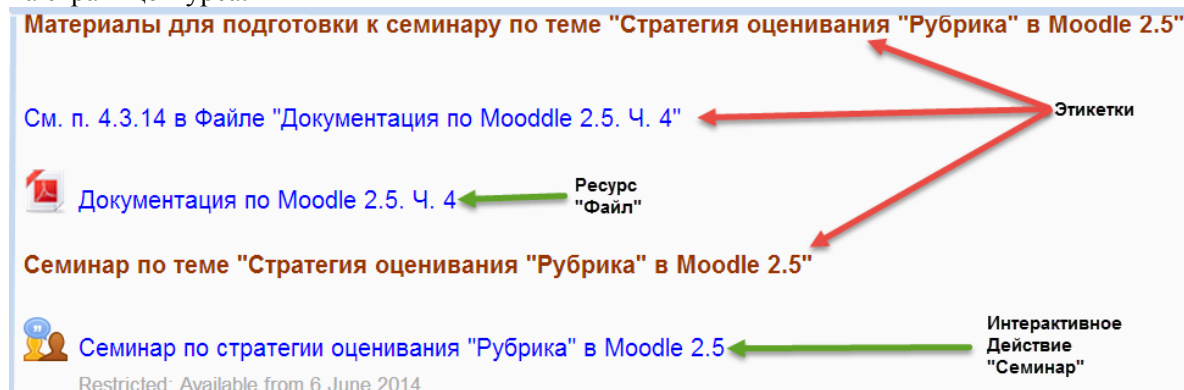 Материалы для подготовки к семинару по теме "Стратегия оценивания "Рубрика" в Moodle 2.5"
См. п. 4.3.14 в Файле "Документация по Mooddle 2.5. Ч. 4"
Этикетки
Документация по Moodle 2.5. Ч. 4
Ресурс
"Файл"
Семинар по теме "Стратегия оценивания "Рубрика" в Moodle 2.5"
Семинар по стратегии оценивания "Рубрика" в Moodle 2.5
Интерактивное
Действие
"Семинар"
Restricted: Available from 6 June 2014